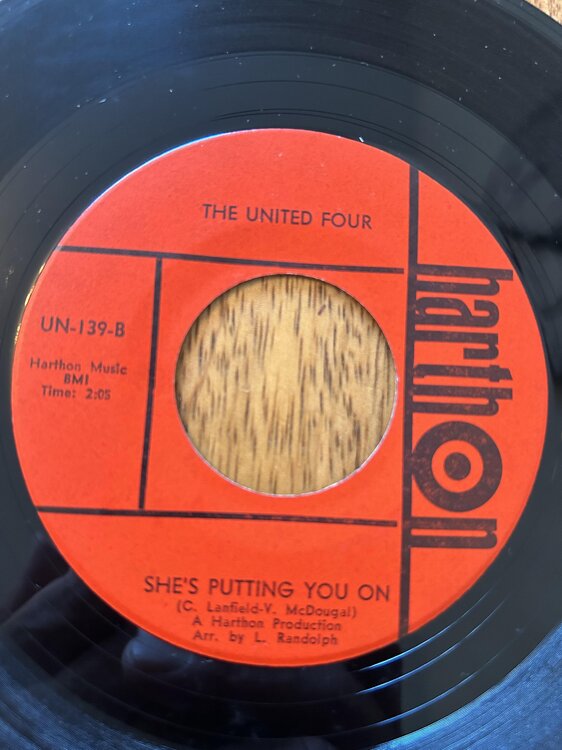 THE UNITED FOUR
harthon
UN-139-B
Harthon Music
BMI
Time: 2:05
SHE'S PUTTING YOU ON
(C. Lanfield-V. McDougal)
A Harthon Production
Arr. by L. Randolph